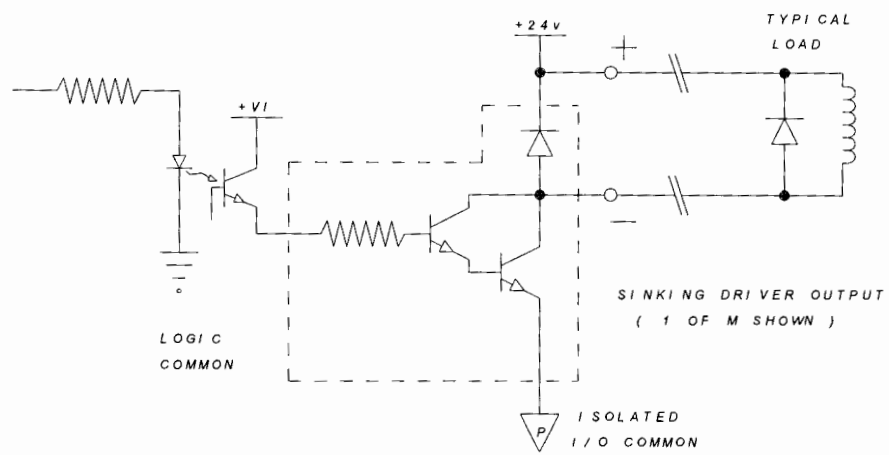 +24v
TYPICAL
LOAD
+
+VI
−
SINKING DRIVER OUTPUT
( 1 OF M SHOWN )
LOGIC
COMMON
P
ISOLATED
I/O COMMON